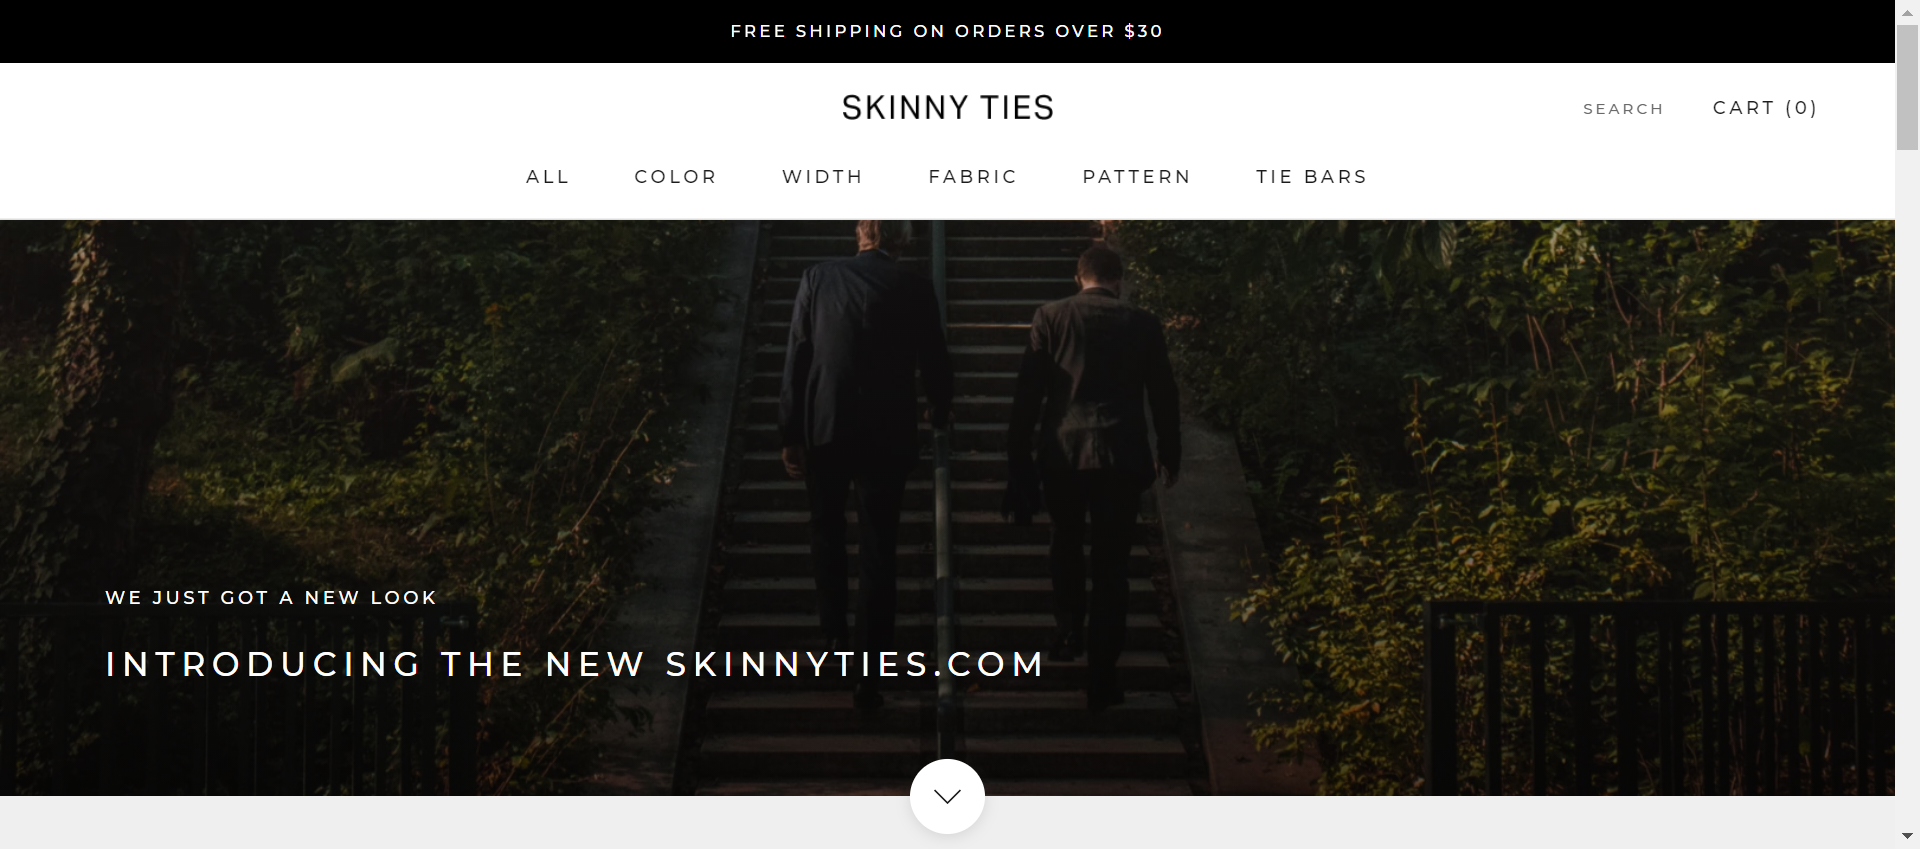 FREE SHIPPING ON ORDERS OVER $30
SKINNY TIES
SEARCH
CART (0)
ALL
COLOR
WIDTH
FABRIC
PATTERN
TIE BARS
WE JUST GOT A NEW LOOK
INTRODUCING THE NEW SKINNYTIES.COM